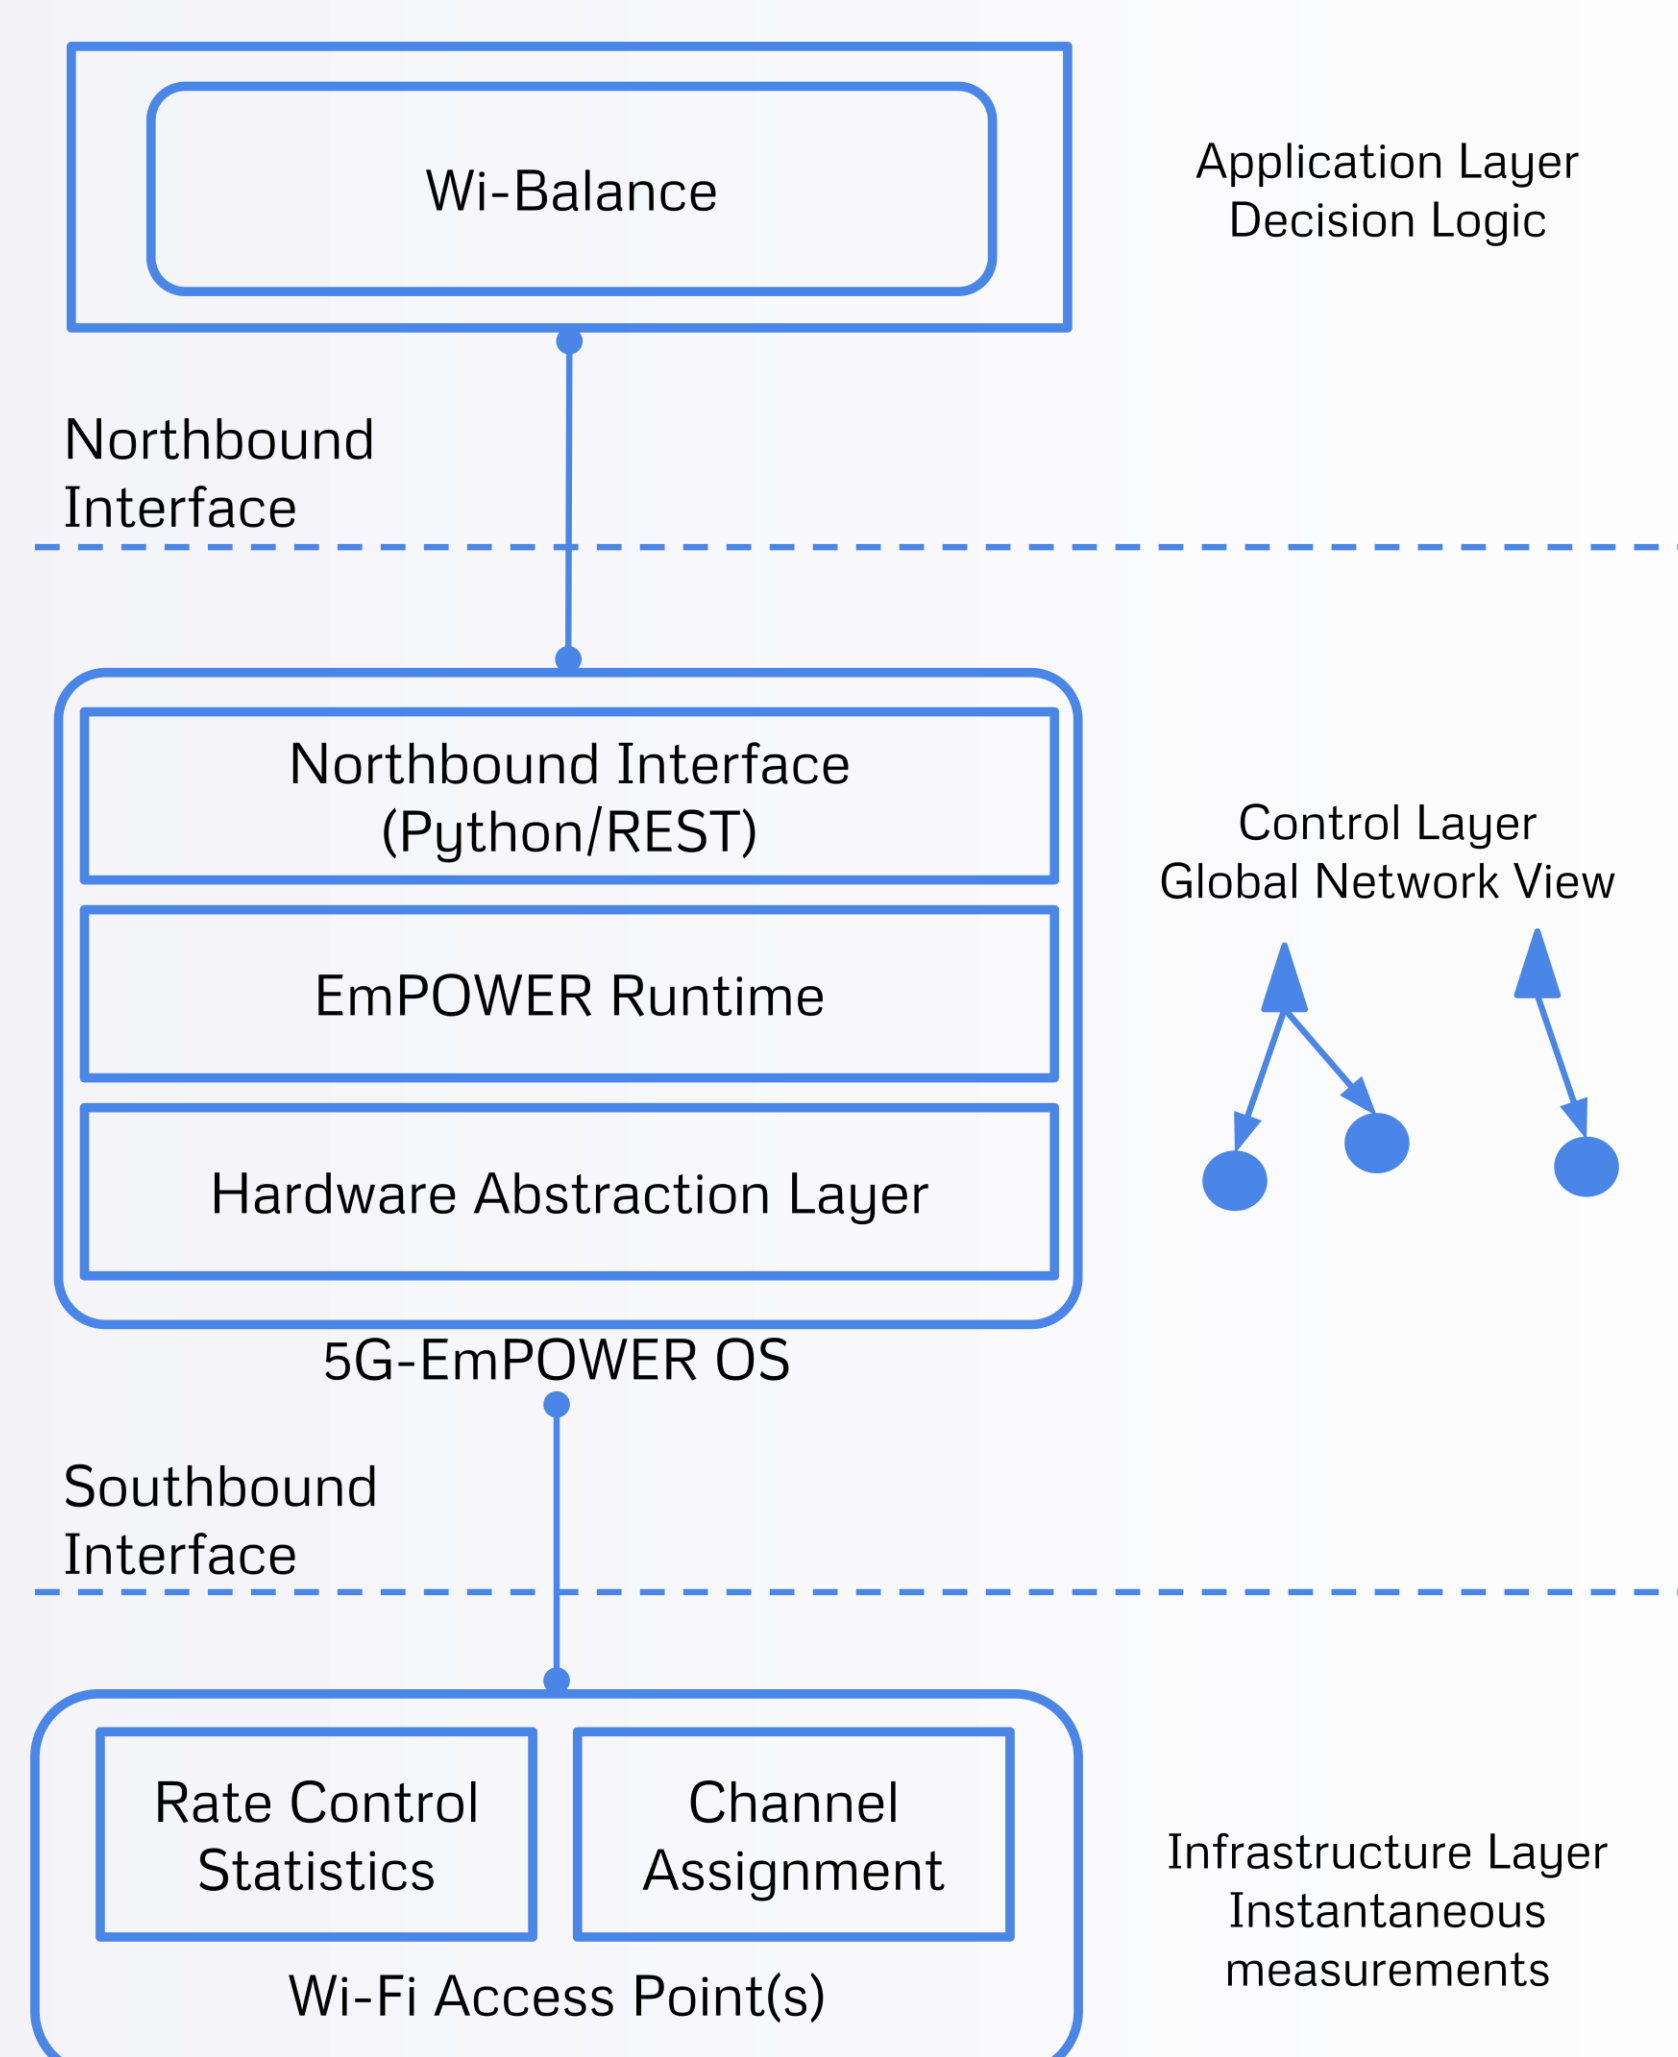 Wi-Balance
Application Layer
Decision Logic
Northbound
Interface
Northbound Interface
(Python/REST)
EmPOWER Runtime
Hardware Abstraction Layer
5G-EmPOWER OS
Control Layer
Global Network View
Southbound
Interface
Rate Control
Statistics
Channel
Assignment
Wi-Fi Access Point(s)
Infrastructure Layer
Instantaneous
measurements